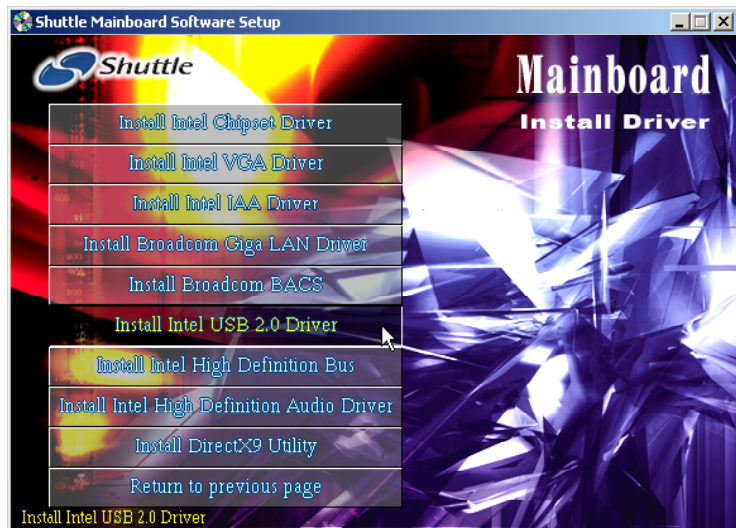 Shuttle Mainboard Software Setup
Shuttle
Mainboard
Install Driver
Install Intel Chipset Driver
Install Intel VGA Driver
Install Intel IAA Driver
Install Broadcom Giga LAN Driver
Install Broadcom BACS
Install Intel USB 2.0 Driver
Install Intel High Definition Bus
Install Intel High Definition Audio Driver
Install DirectX9 Utility
Return to previous page
Install Intel USB 2.0 Driver